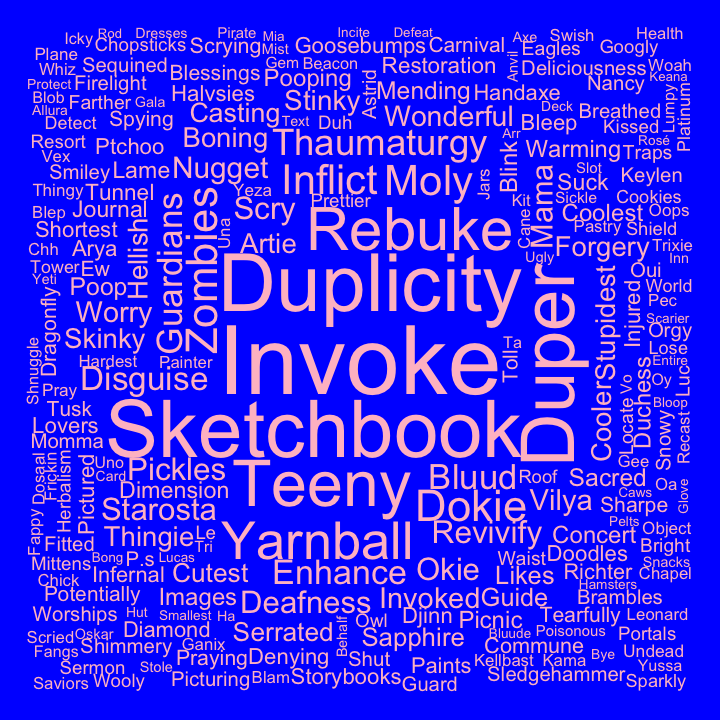 Icky Rod Dresses Pirate Mia Incite Defeat Axe Swish Health
Plane Chopsticks Scrying Mist Goosebumps Carnival Eagles Googly
Whiz Sequined Blessings Gem Beacon Restoration Anvil Deliciousness Woah
Protect Firelight Halvsies Pooping Astrid Mending Handaxe Nancy Keana
Blob Farther Gala Casting Stinky Wonderful Deck Breathed Lumpy Platinum
Allura Detect Spying Text Duh Bleep Kissed
Resort Ptchoo Boning Thaumaturgy Arr Blink Warming Traps Rosé
Vex Smiley Lame Nugget Inflict Moly Jars Slot Suck Keylen
Thingy Tunnel Yeza Prettier Kit Mama Sickle Cookies
Blep Journal Hellish Guardians Zombies Scry Cane Coolest Oops
Shortest Una Rebuke Pastry Shield
Chh Arya Artie Ugly Forgery Trixie
Tower Ew Duplicity Duper Oui Inn
Yeti Poop Stupidest Injured World
Dragonfly Worry Pec
Skinky Invoke Tolla Ta Scarier Orgy
Shnuggle Hardest Painter Cooler Lose
Pray Disguise Locate Vo Duchess Luc Entire
Tusk Sketchbook Oy
Lovers Bloop
Momma Snowy Recast
Uno Pickles Teeny Bluud Gee
Dosaal Frickin Herbalism Pictured Card Dimension Roof Sacred Oa
Starosta Dokie Vilya Caws Sharpe Glove
Fappy Thingie Le Yarnball Revivify Concert Pelts Object
Fitted Tri Doodles Bright
Mittens Bong P.s Lucas Waist Snacks
Chick Infernal Cutest Enhance Okie Likes Richter Chapel
Potentially Images Deafness Invoked Guide Hamsters Brambles
Worships Hut Smallest Ha Owl Djinn Picnic Tearfully Leonard
Scried Oskar Diamond Serrated Behalf Sapphire Bluude Poisonous Portals
Fangs Shimmery Ganix Commune Undead
Sermon Stole Praying Denying Shut Paints Kellbast Kama Bye Yussa
Saviors Wooly Picturing Blam Storybooks Guard Sledgehammer Sparkly